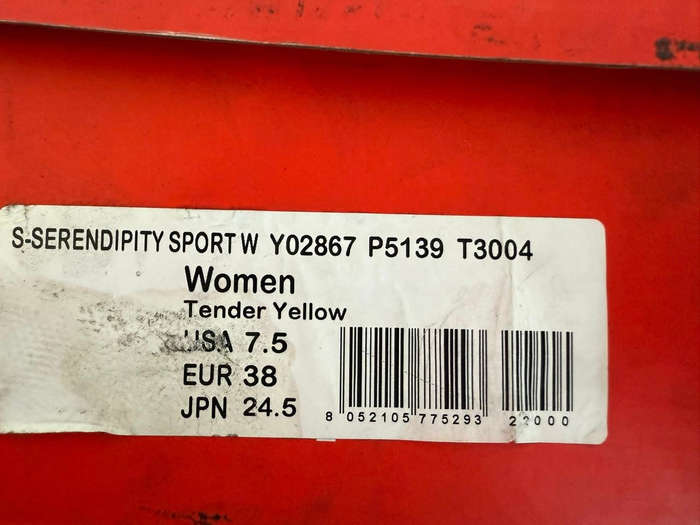 S-SERENDIPITY SPORT W Y02867 P5139 T3004
Women
Tender Yellow
USA 7.5
EUR 38
JPN 24.5
8 052105 775293 22000